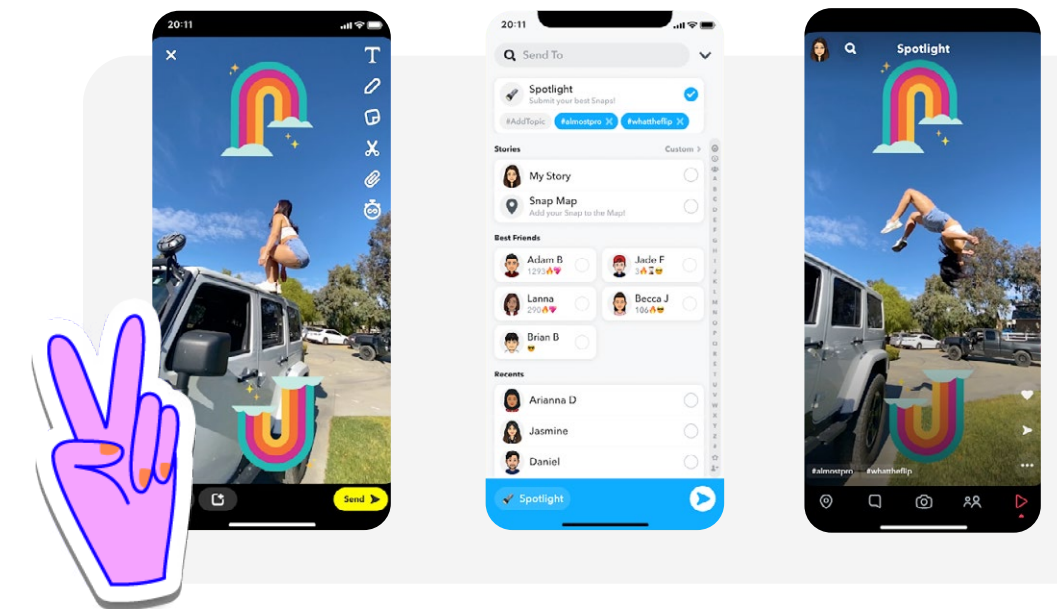 20:11
T
Send
20:11
Send To
Spotlight
Submit your best Snaps!
#AddTopic #almostpro #whattheflip
Stories Custom
My Story
Snap Map
Add your Snap to the Map!
Best Friends
Adam B
1293🔥💖
Jade F
3🔥⌛😎
Lanna
290🔥💖
Becca J
106🔥😎
Brian B
😎
Recents
Arianna D
Jasmine
Daniel
Spotlight
Spotlight
#almostpro #whattheflip